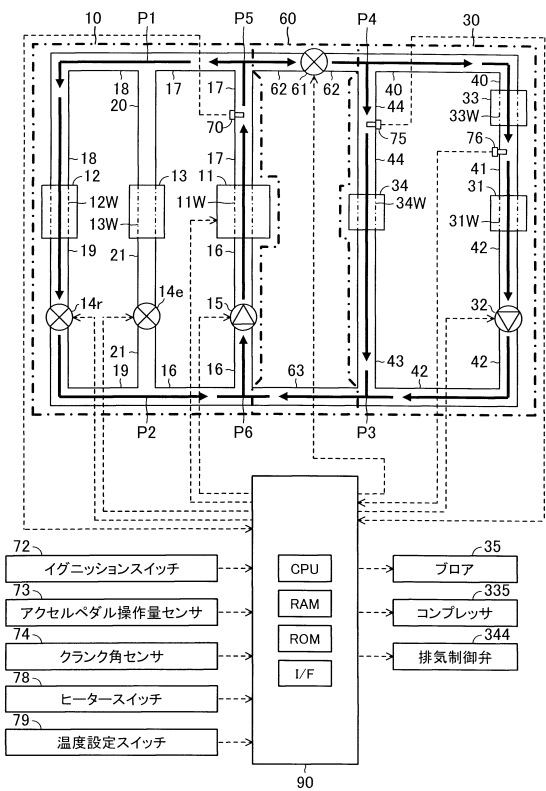 10 P1 P5 60 P4 30
18 17 62 61 62 40 40
20 17 44 33
70 75 33W
76
18 17 44 41
12 13 11 34 31
12W 13W 11W 34W 31W
19 21 16 42
14r 14e 15 32
21 43 42
19 16 16 63 42
P2 P6 P3
72 35
イグニッションスイッチ CPU ブロア
73 335
アクセルペダル操作量センサ RAM コンプレッサ
74 344
クランク角センサ ROM 排気制御弁
78 I/F
ヒータースイッチ
79
温度設定スイッチ
90